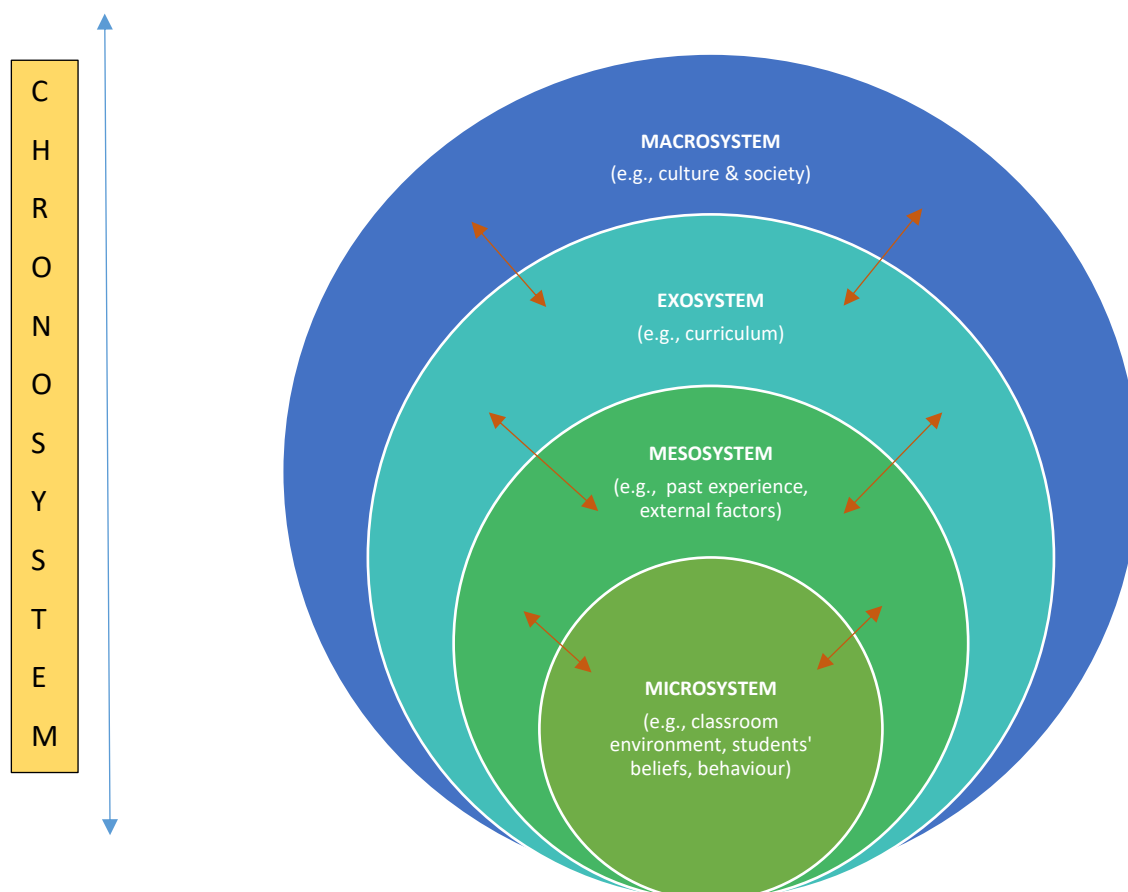 C
H
R
O
N
O
S
Y
S
T
E
M
MACROSYSTEM
(e.g., culture & society)
EXOSYSTEM
(e.g., curriculum)
MESOSYSTEM
(e.g., past experience,
external factors)
MICROSYSTEM
(e.g., classroom
environment, students'
beliefs, behaviour)